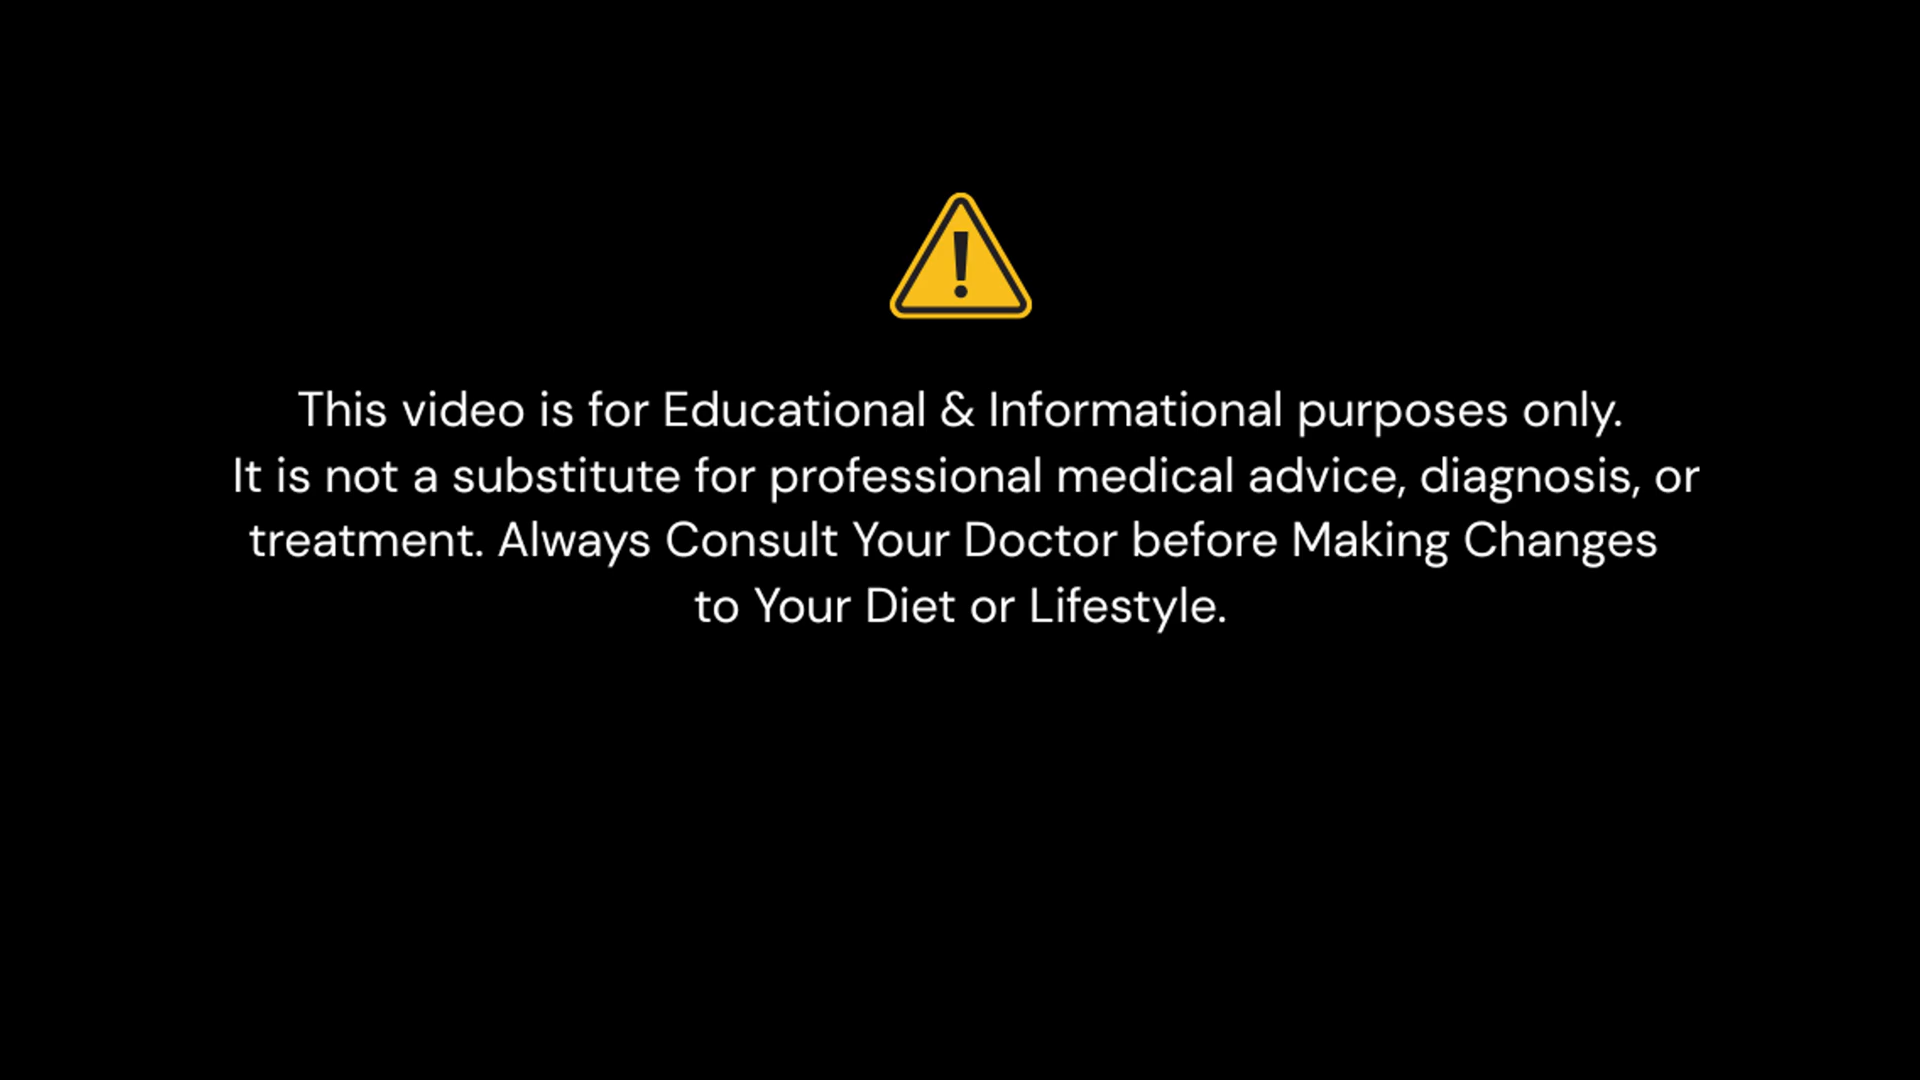 This video is for Educational & Informational purposes only.
It is not a substitute for professional medical advice, diagnosis, or
treatment. Always Consult Your Doctor before Making Changes
to Your Diet or Lifestyle.